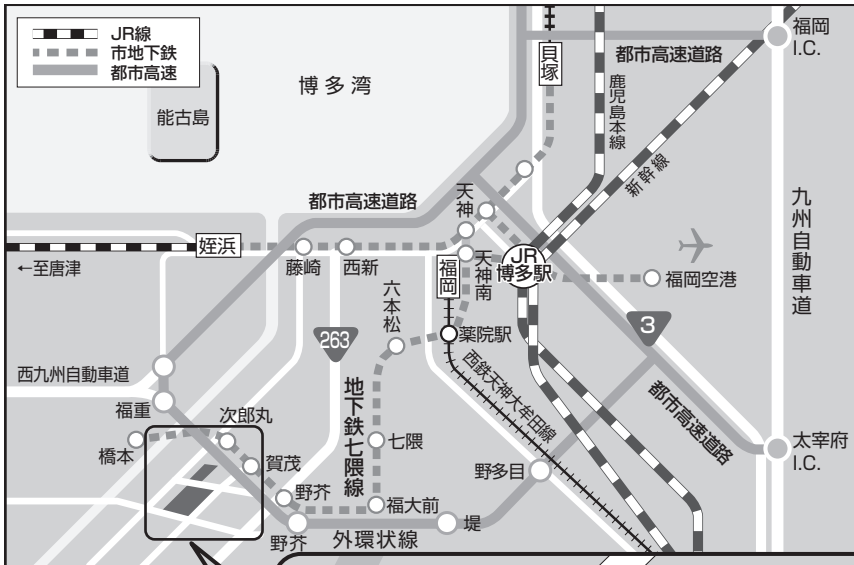 JR線
市地下鉄
都市高速
能古島
博多湾
都市高速道路
貝塚
都市高速道路
鹿児島本線
新幹線
福岡
I.C.
九州自動車道
姪浜
←至唐津
藤崎
西新
天神
天神南
福岡
JR
博多駅
福岡空港
六本松
薬院駅
263
3
西九州自動車道
福重
橋本
次郎丸
賀茂
野芥
地下鉄七隈線
七隈
福大前
西鉄天神大牟田線
都市高速道路
野多目
太宰府
I.C.
野芥
外環状線
堤